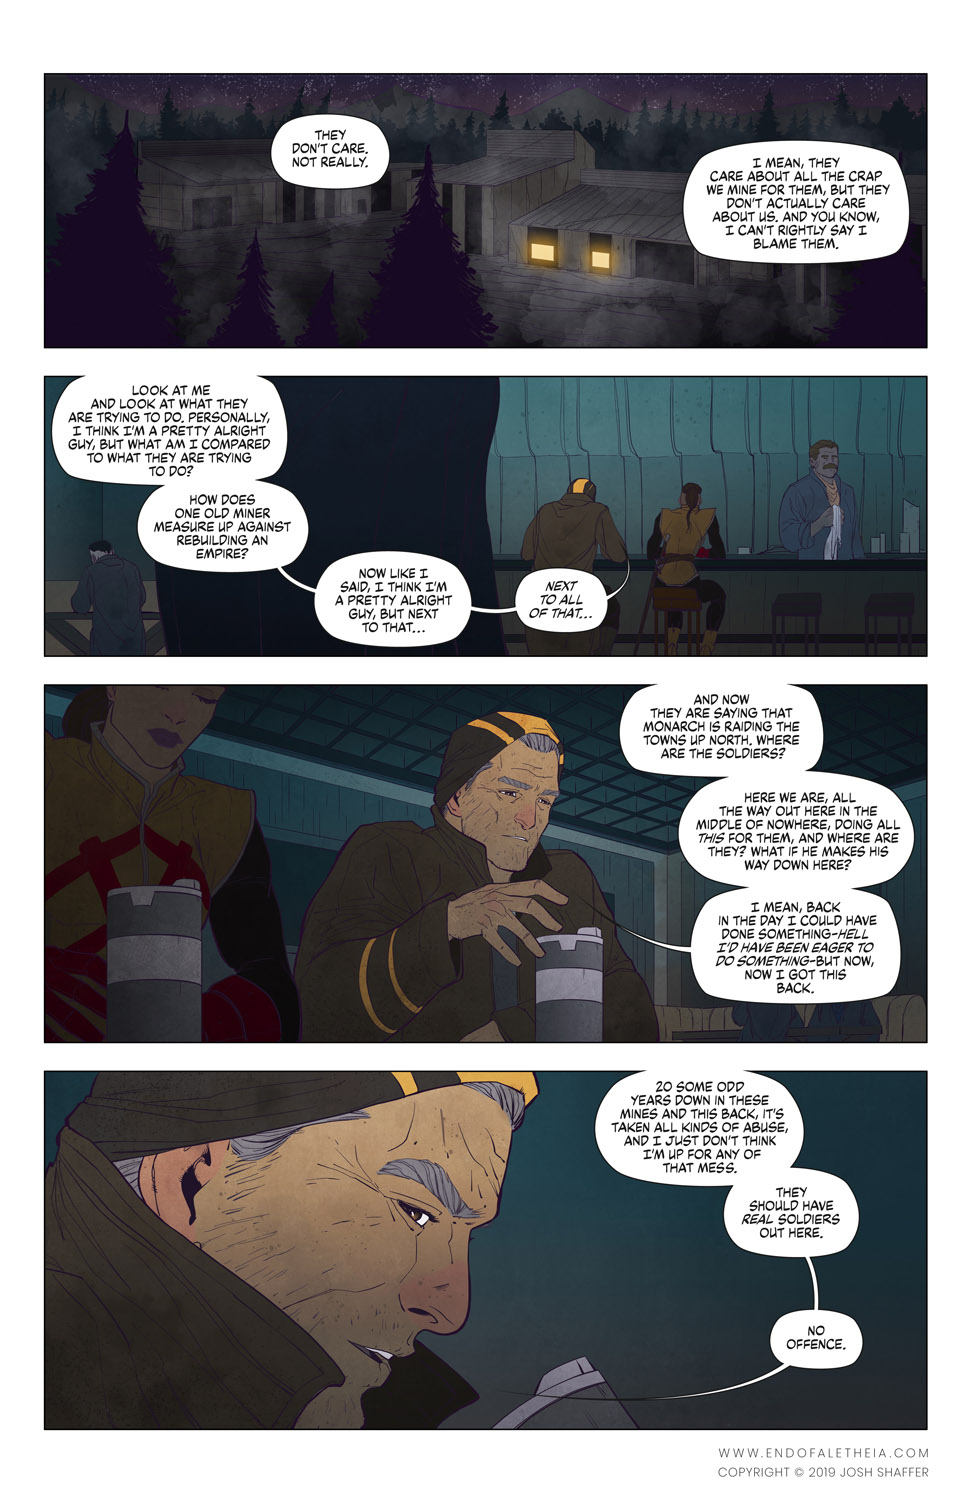 THEY
DON'T CARE.
NOT REALLY.
I MEAN, THEY
CARE ABOUT ALL THE CRAP
WE MINE FOR THEM, BUT THEY
DON'T ACTUALLY CARE
ABOUT US. AND YOU KNOW,
I CAN'T RIGHTLY SAY I
BLAME THEM.
LOOK AT ME
AND LOOK AT WHAT THEY
ARE TRYING TO DO. PERSONALLY,
I THINK I'M A PRETTY ALRIGHT
GUY, BUT WHAT AM I COMPARED
TO WHAT THEY ARE TRYING
TO DO?
HOW DOES
ONE OLD MINER
MEASURE UP AGAINST
REBUILDING AN
EMPIRE?
NOW LIKE I
SAID, I THINK I'M
A PRETTY ALRIGHT
GUY, BUT NEXT
TO THAT...
NEXT
TO ALL
OF THAT...
AND NOW
THEY ARE SAYING THAT
MONARCH IS RAIDING THE
TOWNS UP NORTH. WHERE
ARE THE SOLDIERS?
HERE WE ARE, ALL
THE WAY OUT HERE IN THE
MIDDLE OF NOWHERE, DOING ALL
THIS FOR THEM, AND WHERE ARE
THEY? WHAT IF HE MAKES HIS
WAY DOWN HERE?
I MEAN, BACK
IN THE DAY I COULD HAVE
DONE SOMETHING-HELL
I'D HAVE BEEN EAGER TO
DO SOMETHING-BUT NOW,
NOW I GOT THIS
BACK.
20 SOME ODD
YEARS DOWN IN THESE
MINES AND THIS BACK, IT'S
TAKEN ALL KINDS OF ABUSE,
AND I JUST DON'T THINK
I'M UP FOR ANY OF
THAT MESS.
THEY
SHOULD HAVE
REAL SOLDIERS
OUT HERE.
NO
OFFENCE.
WWW.ENDOFALETHEIA.COM
COPYRIGHT © 2019 JOSH SHAFFER